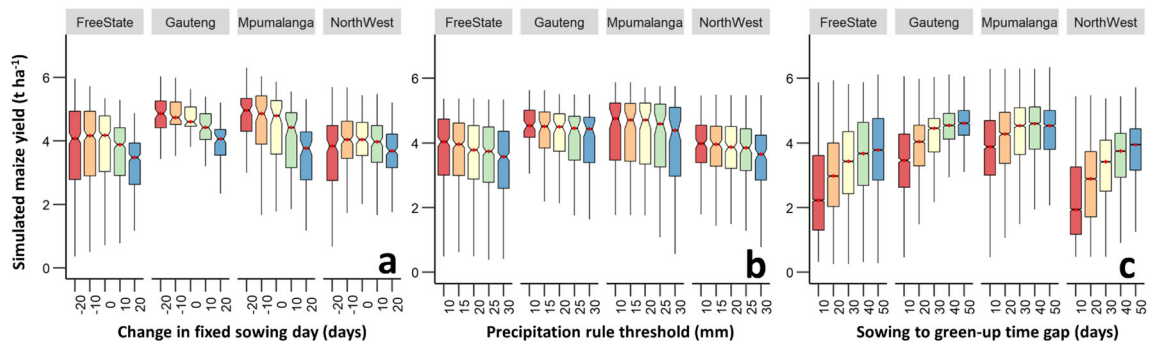 FreeState Gauteng Mpumalanga NorthWest
FreeState Gauteng Mpumalanga NorthWest
FreeState Gauteng Mpumalanga NorthWest
Simulated maize yield (t ha⁻¹)
6
4
2
0
-20 -10 0 10 20 -20 -10 0 10 20 -20 -10 0 10 20 -20 -10 0 10 20
a
Change in fixed sowing day (days)
6
4
2
0
10 15 20 25 30 10 15 20 25 30 10 15 20 25 30 10 15 20 25 30
b
Precipitation rule threshold (mm)
6
4
2
0
10 20 30 40 50 10 20 30 40 50 10 20 30 40 50 10 20 30 40 50
c
Sowing to green-up time gap (days)